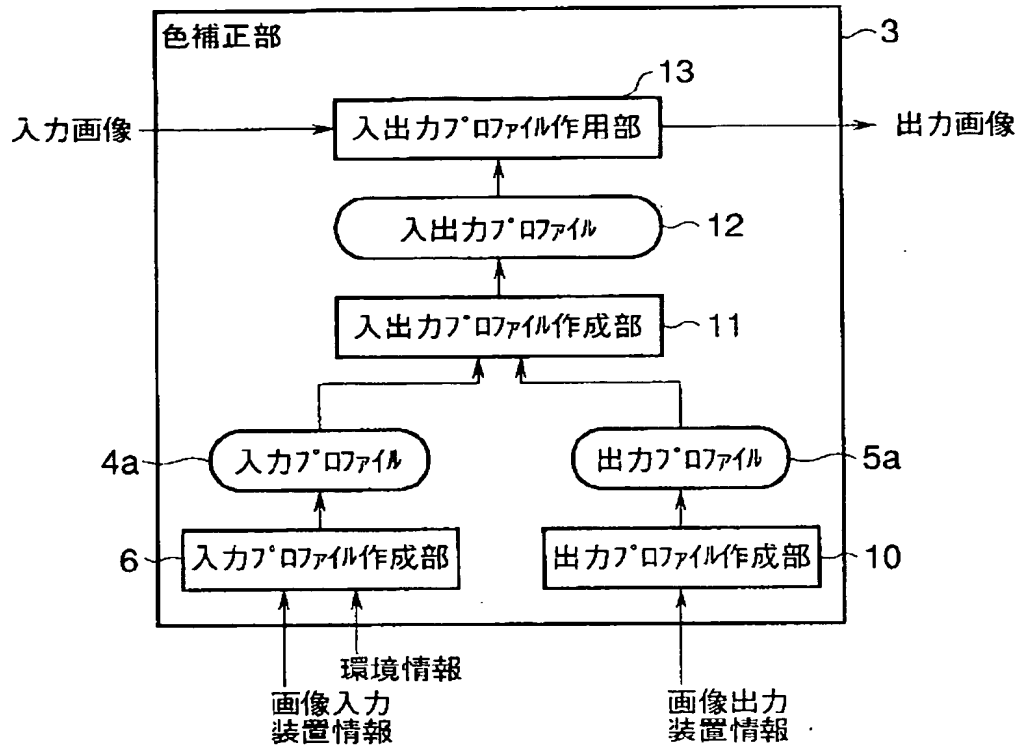 色補正部
3
13
入力画像
入出力ﾌﾟﾛﾌｧｲﾙ作用部
出力画像
入出力ﾌﾟﾛﾌｧｲﾙ
12
入出力ﾌﾟﾛﾌｧｲﾙ作成部
11
4a
入力ﾌﾟﾛﾌｧｲﾙ
出力ﾌﾟﾛﾌｧｲﾙ
5a
6
入力ﾌﾟﾛﾌｧｲﾙ作成部
出力ﾌﾟﾛﾌｧｲﾙ作成部
10
環境情報
画像入力
装置情報
画像出力
装置情報